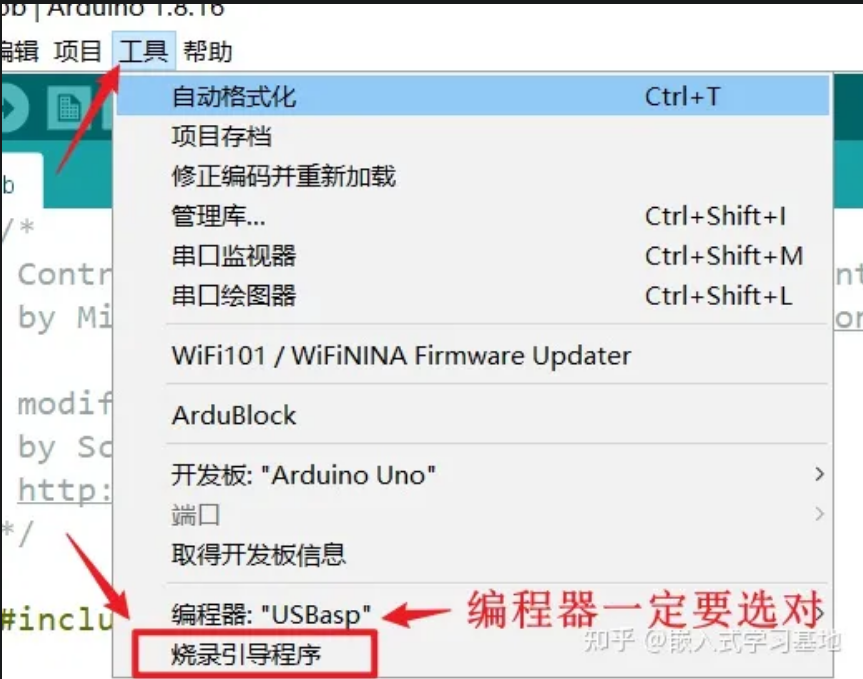 ob | Arduino 1.8.16
编辑 项目 工具 帮助
自动格式化 Ctrl+T
项目存档
修正编码并重新加载
管理库... Ctrl+Shift+I
串口监视器 Ctrl+Shift+M
串口绘图器 Ctrl+Shift+L
WiFi101 / WiFiNINA Firmware Updater
ArduBlock
开发板: "Arduino Uno"
端口
取得开发板信息
编程器: "USBasp"
编程器一定要选对
烧录引导程序
知乎 @嵌入式学习基地
b
/*
Contr
by Mi
modif
by Sc
http:
*/
#inclu